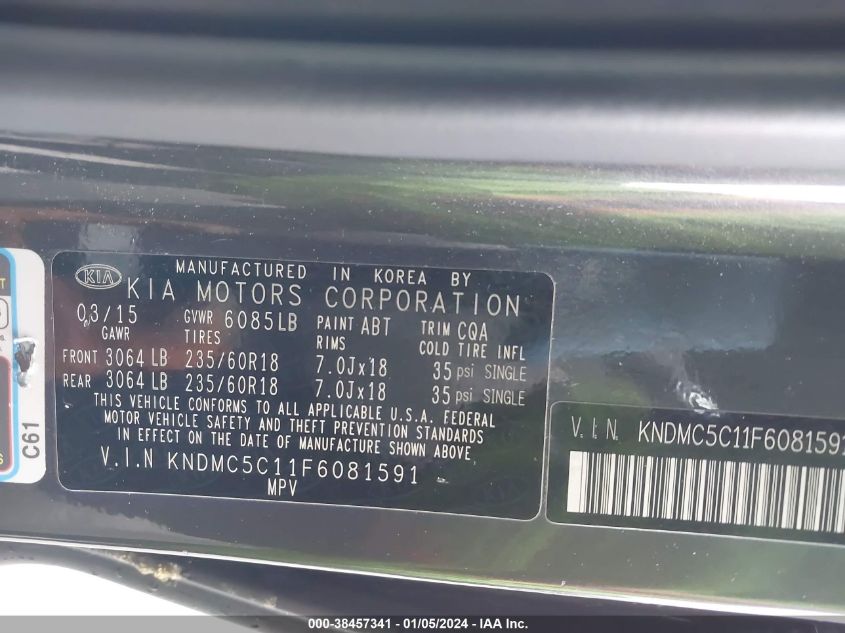 MANUFACTURED IN KOREA BY
KIA KIA MOTORS CORPORATION
03/15 GVWR 6085LB PAINT ABT TRIM CQA
GAWR TIRES RIMS COLD TIRE INFL
FRONT 3064 LB 235/60R18 7.0Jx18 35 psi SINGLE
REAR 3064 LB 235/60R18 7.0Jx18 35 psi SINGLE
THIS VEHICLE CONFORMS TO ALL APPLICABLE U.S.A. FEDERAL
MOTOR VEHICLE SAFETY AND THEFT PREVENTION STANDARDS
IN EFFECT ON THE DATE OF MANUFACTURE SHOWN ABOVE.
V.I.N KNDMC5C11F6081591
MPV
V.I.N. KNDMC5C11F6081591
C61
000-38457341 - 01/05/2024 - IAA Inc.